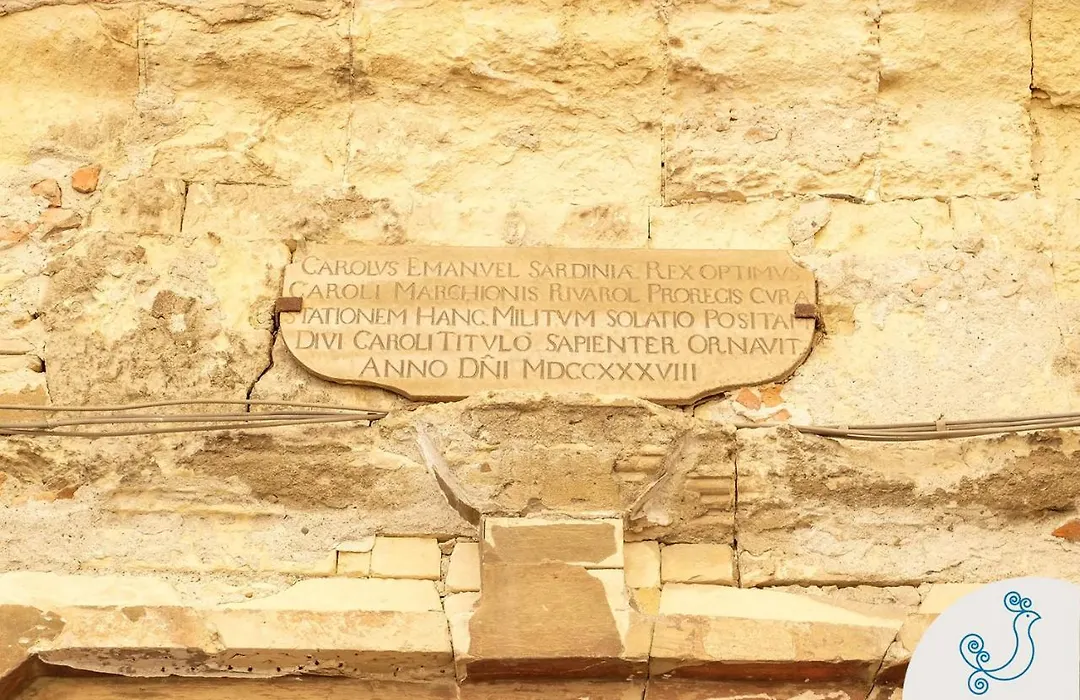 CAROLVS EMANVEL SARDINIÆ REX OPTIMVS
CAROLI MARCHIONIS RIVAROL PROREGIS CVRA
STATIONEM HANC MILITVM SOLATIO POSITAM
DIVI CAROLI TITVLO SAPIENTER ORNAVIT
ANNO DN̄I MDCCXXXVIII